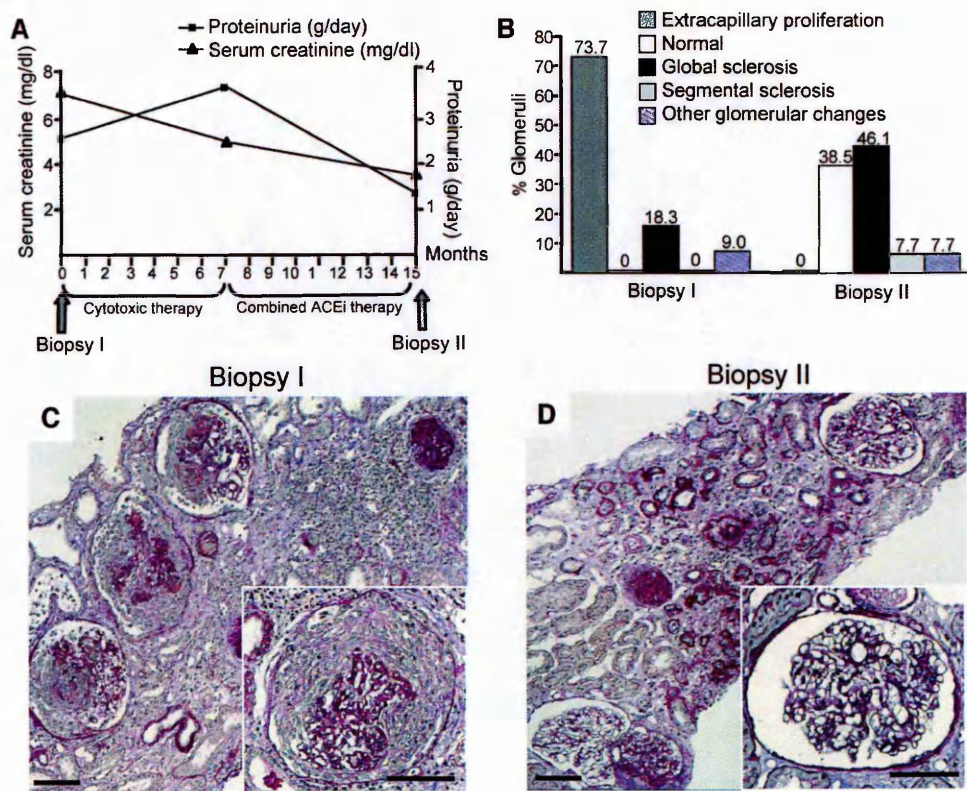 A
Proteinuria (g/day)
Serum creatinine (mg/dl)
Serum creatinine (mg/dl)
8
6
4
2
4
3
2
1
Proteinuria (g/day)
Months
0 1 2 3 4 5 6 7 8 9 10 11 12 13 14 15
Cytotoxic therapy
Combined ACEi therapy
Biopsy I
Biopsy II
B
Extracapillary proliferation
Normal
Global sclerosis
Segmental sclerosis
Other glomerular changes
% Glomeruli
80
70
60
50
40
30
20
10
73.7
0
18.3
0
9.0
0
38.5
46.1
7.7
7.7
Biopsy I
Biopsy II
Biopsy I
C
Biopsy II
D